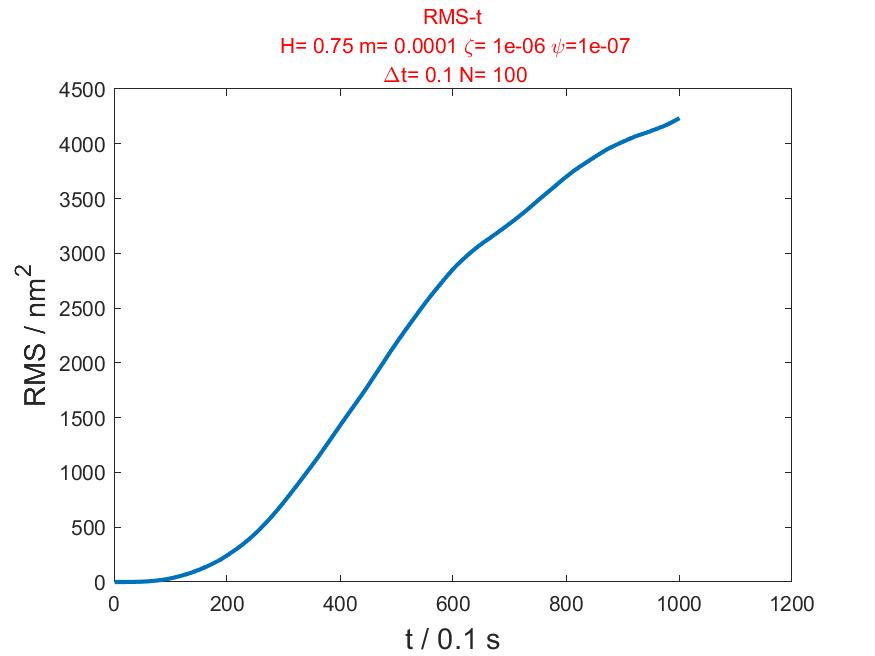 RMS-t
H= 0.75 m= 0.0001 ζ= 1e-06 ψ=1e-07
Δt= 0.1 N= 100
4500
4000
3500
3000
2500
2000
1500
1000
500
0
RMS / nm²
0 200 400 600 800 1000 1200
t / 0.1 s